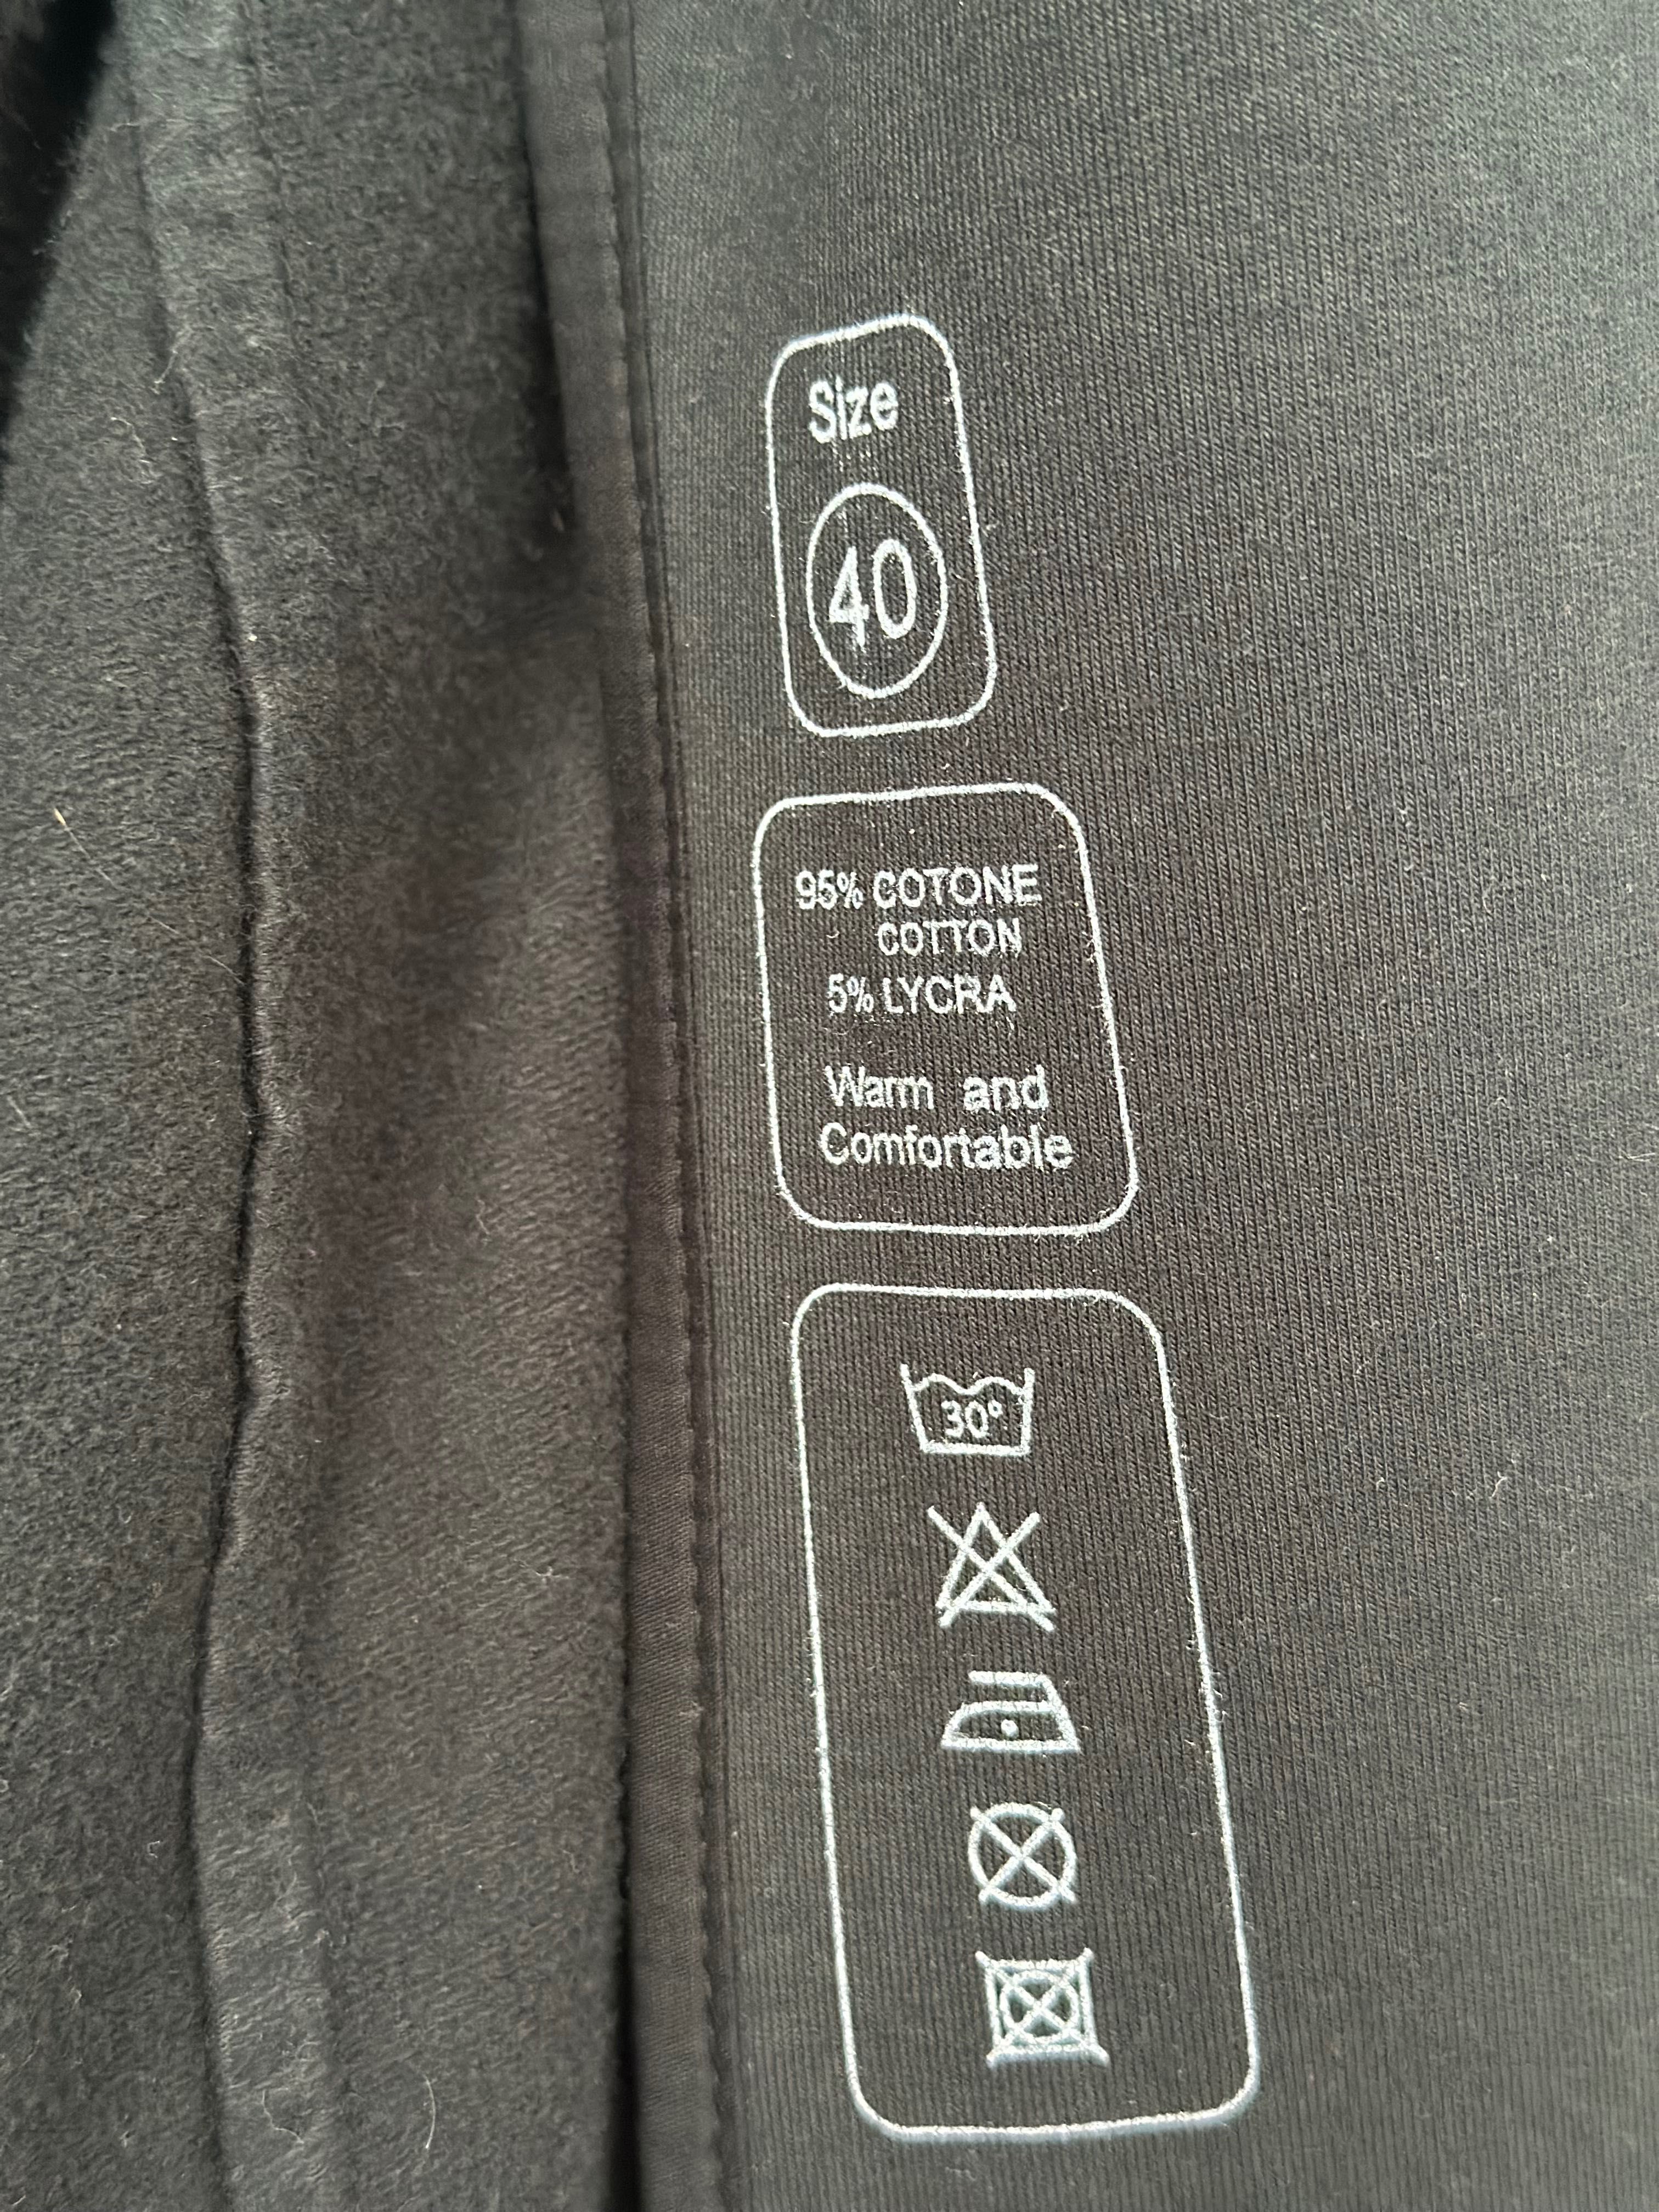 Size
40
95% COTONE
COTTON
5% LYCRA
Warm and
Comfortable
30°